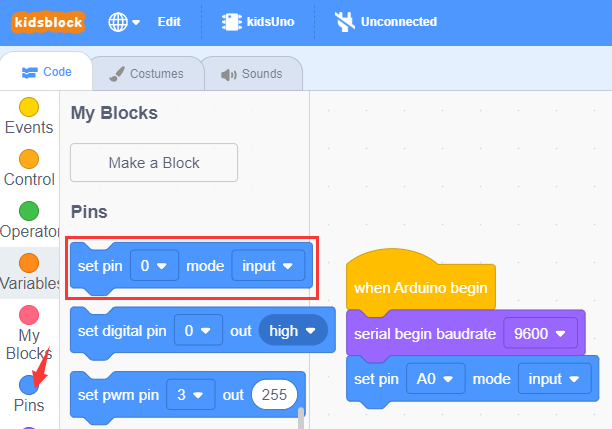 kidsblock Edit kidsUno Unconnected
Code Costumes Sounds
Events
Control
Operator
Variables
My
Blocks
Pins
My Blocks
Make a Block
Pins
set pin 0 mode input
set digital pin 0 out high
set pwm pin 3 out 255
when Arduino begin
serial begin baudrate 9600
set pin A0 mode input